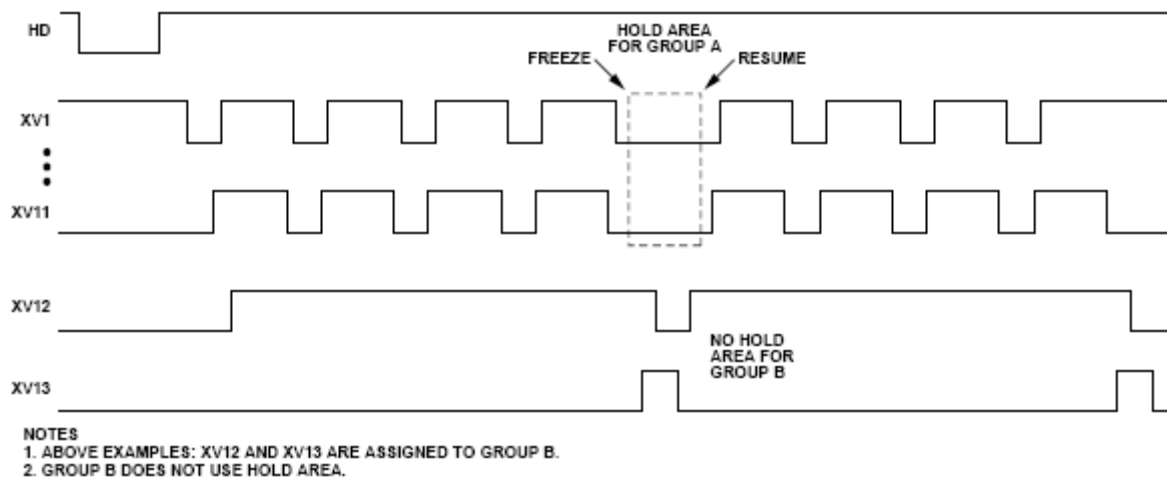 HD
HOLD AREA
FOR GROUP A
FREEZE
RESUME
XV1
XV11
XV12
NO HOLD
AREA FOR
GROUP B
XV13
NOTES
1. ABOVE EXAMPLES: XV12 AND XV13 ARE ASSIGNED TO GROUP B.
2. GROUP B DOES NOT USE HOLD AREA.